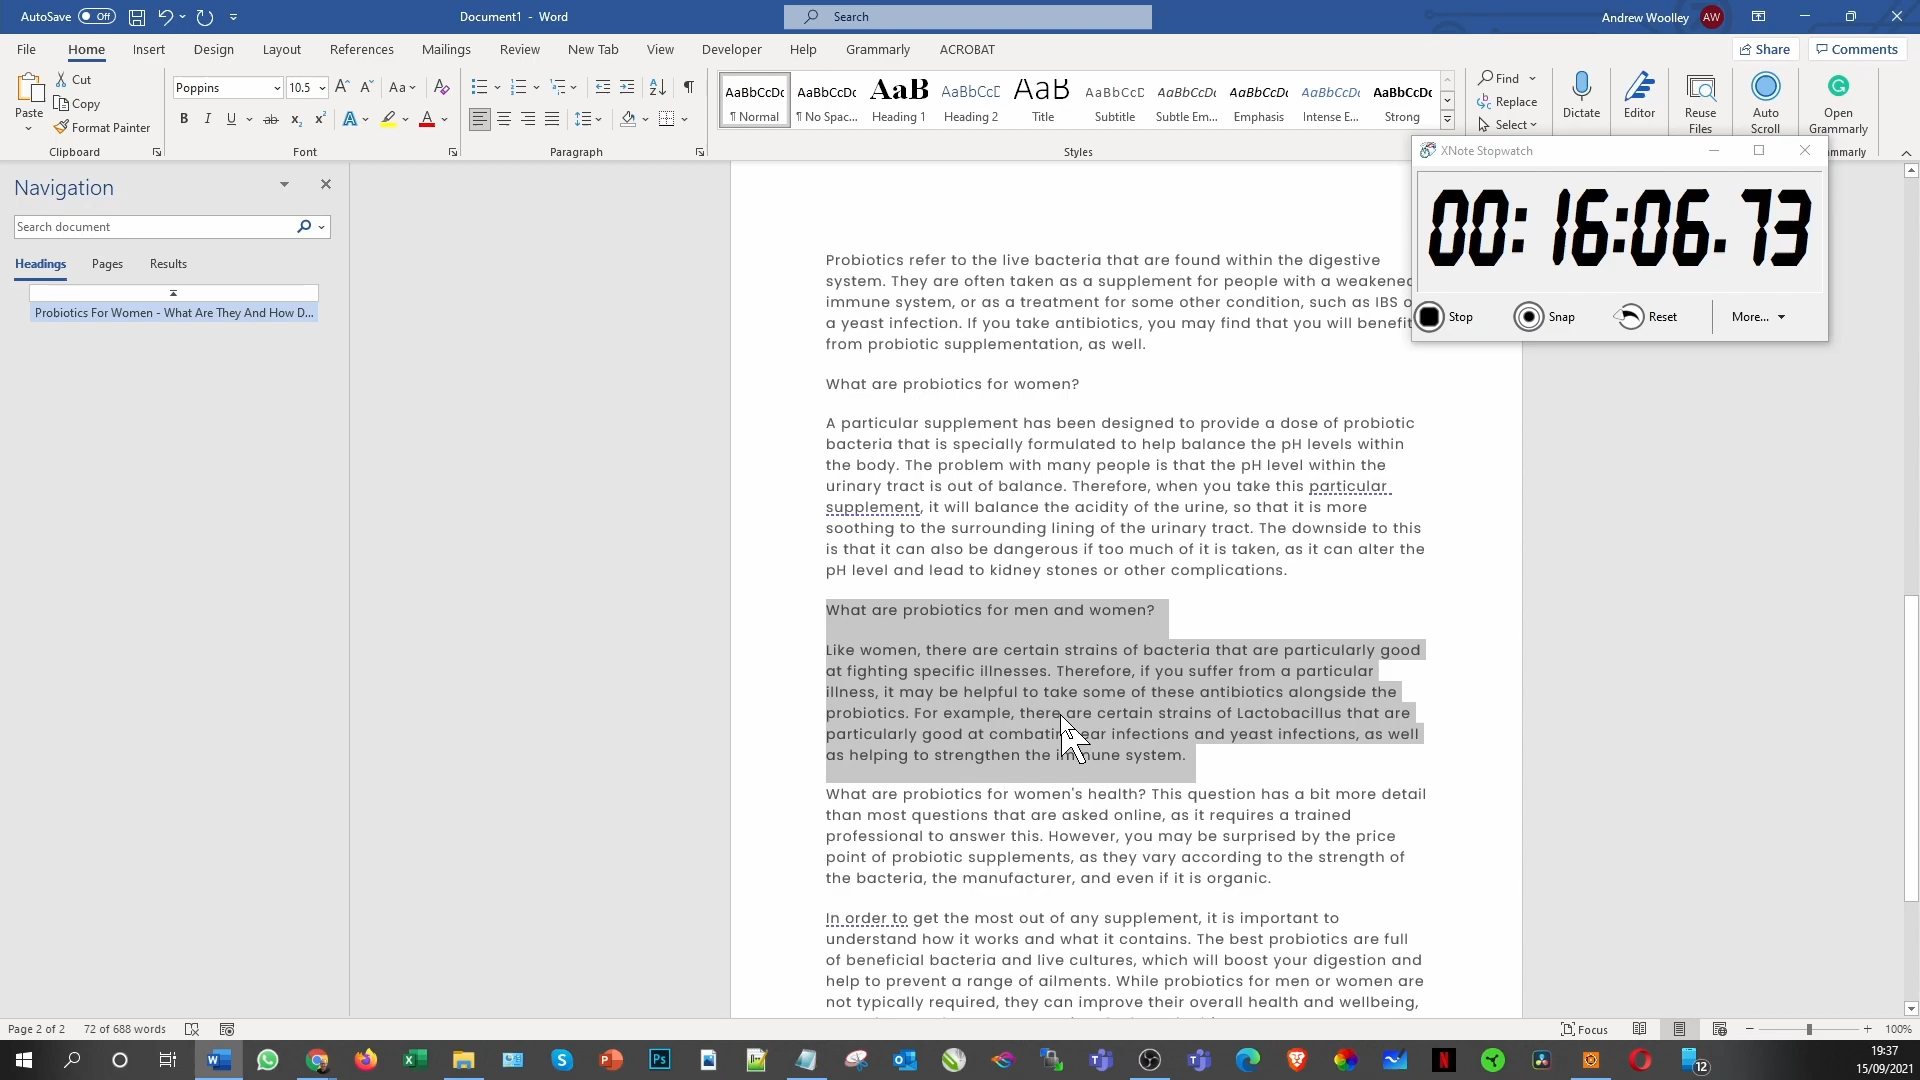 AutoSave Off Document1 - Word Search Andrew Woolley AW
File Home Insert Design Layout References Mailings Review New Tab View Developer Help Grammarly ACROBAT Share Comments
Paste Cut Copy Format Painter
Clipboard
Poppins 10.5
Font
Paragraph
AaBbCcDc AaBbCcDc AaB AaBbCcD AaB AaBbCcD AaBbCcDc AaBbCcDc AaBbCcDc AaBbCcDc
¶ Normal ¶ No Spac... Heading 1 Heading 2 Title Subtitle Subtle Em... Emphasis Intense E... Strong
Styles
Find
Replace
Select
Dictate
Editor
Reuse Files
Auto Scroll
Open Grammarly
XNote Stopwatch
00:16:06.73
Stop Snap Reset More...
Navigation
Search document
Headings Pages Results
Probiotics For Women - What Are They And How D...
Probiotics refer to the live bacteria that are found within the digestive
system. They are often taken as a supplement for people with a weakened
immune system, or as a treatment for some other condition, such as IBS
a yeast infection. If you take antibiotics, you may find that you will benefit
from probiotic supplementation, as well.
What are probiotics for women?
A particular supplement has been designed to provide a dose of probiotic
bacteria that is specially formulated to help balance the pH levels within
the body. The problem with many people is that the pH level within the
urinary tract is out of balance. Therefore, when you take this particular
supplement, it will balance the acidity of the urine, so that it is more
soothing to the surrounding lining of the urinary tract. The downside to this
is that it can also be dangerous if too much of it is taken, as it can alter the
pH level and lead to kidney stones or other complications.
What are probiotics for men and women?
Like women, there are certain strains of bacteria that are particularly good
at fighting specific illnesses. Therefore, if you suffer from a particular
illness, it may be helpful to take some of these antibiotics alongside the
probiotics. For example, there are certain strains of Lactobacillus that are
particularly good at combating ear infections and yeast infections, as well
as helping to strengthen the immune system.
What are probiotics for women's health? This question has a bit more detail
than most questions that are asked online, as it requires a trained
professional to answer this. However, you may be surprised by the price
point of probiotic supplements, as they vary according to the strength of
the bacteria, the manufacturer, and even if it is organic.
In order to get the most out of any supplement, it is important to
understand how it works and what it contains. The best probiotics are full
of beneficial bacteria and live cultures, which will boost your digestion and
help to prevent a range of ailments. While probiotics for men or women are
not typically required, they can improve their overall health and wellbeing,
Page 2 of 2 72 of 688 words Focus 100%
12
19:37
15/09/2021